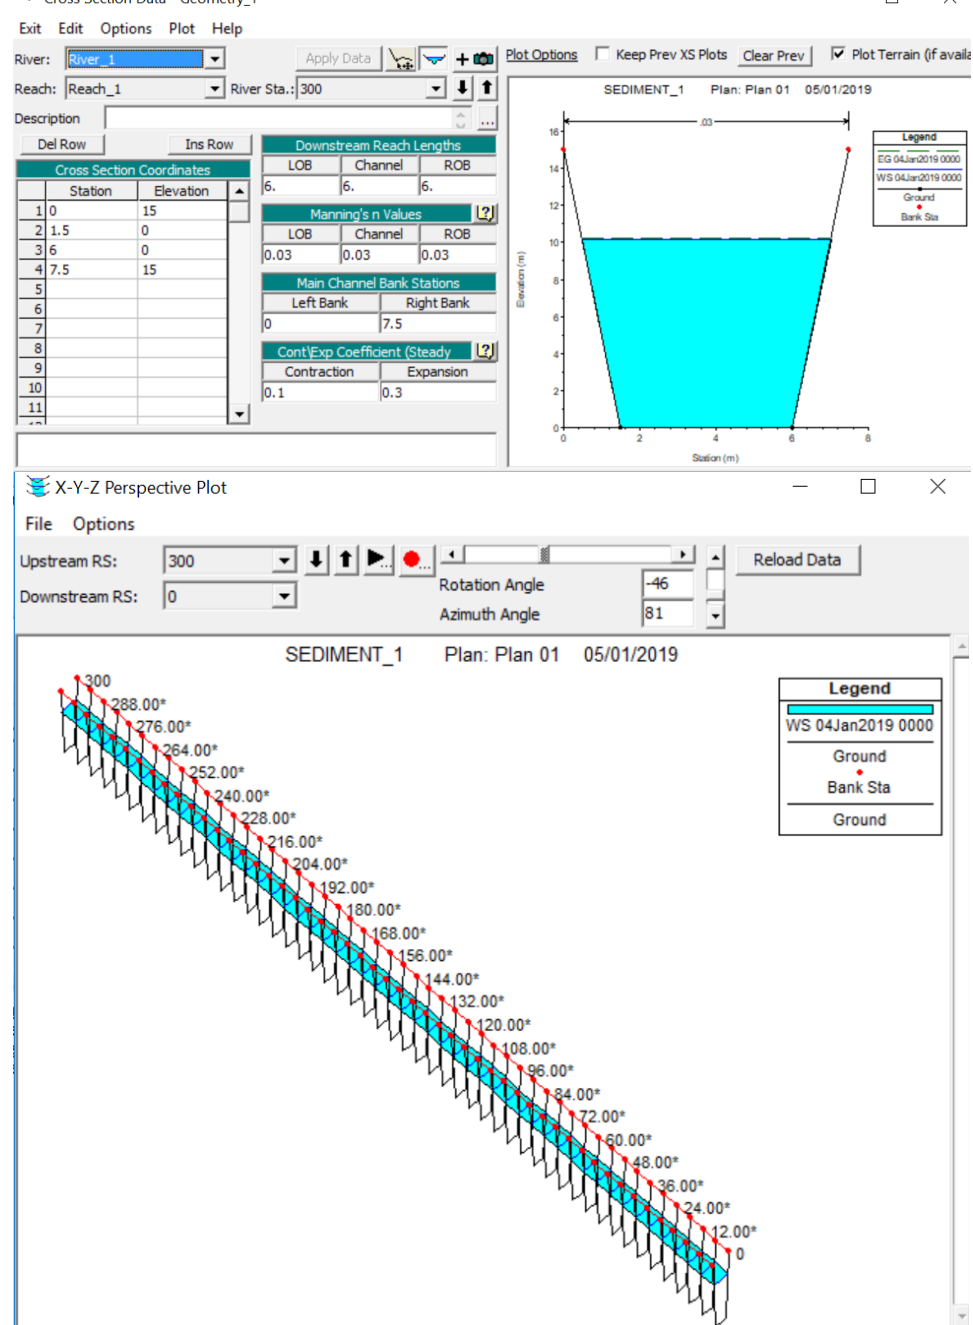 Cross Section Data - Geometry_1
Exit Edit Options Plot Help
River: River_1 Apply Data
Reach: Reach_1 River Sta.: 300
Description ...
Plot Options Keep Prev XS Plots Clear Prev Plot Terrain (if availa
Del Row Ins Row
Cross Section Coordinates
Station Elevation
1 0 15
2 1.5 0
3 6 0
4 7.5 15
5
6
7
8
9
10
11
Downstream Reach Lengths
LOB Channel ROB
6. 6. 6.
Manning's n Values
LOB Channel ROB
0.03 0.03 0.03
Main Channel Bank Stations
Left Bank Right Bank
0 7.5
Cont\Exp Coefficient (Steady
Contraction Expansion
0.1 0.3
SEDIMENT_1 Plan: Plan 01 05/01/2019
.03
16
14
12
10
8
6
4
2
0
Elevation (m)
0 2 4 6 8
Station (m)
Legend
EG 04Jan2019 0000
WS 04Jan2019 0000
Ground
Bank Sta
X-Y-Z Perspective Plot
File Options
Upstream RS: 300
Downstream RS: 0
Rotation Angle -46
Azimuth Angle 81
Reload Data
SEDIMENT_1 Plan: Plan 01 05/01/2019
Legend
WS 04Jan2019 0000
Ground
Bank Sta
Ground
300
288.00*
276.00*
264.00*
252.00*
240.00*
228.00*
216.00*
204.00*
192.00*
180.00*
168.00*
156.00*
144.00*
132.00*
120.00*
108.00*
96.00*
84.00*
72.00*
60.00*
48.00*
36.00*
24.00*
12.00*
0